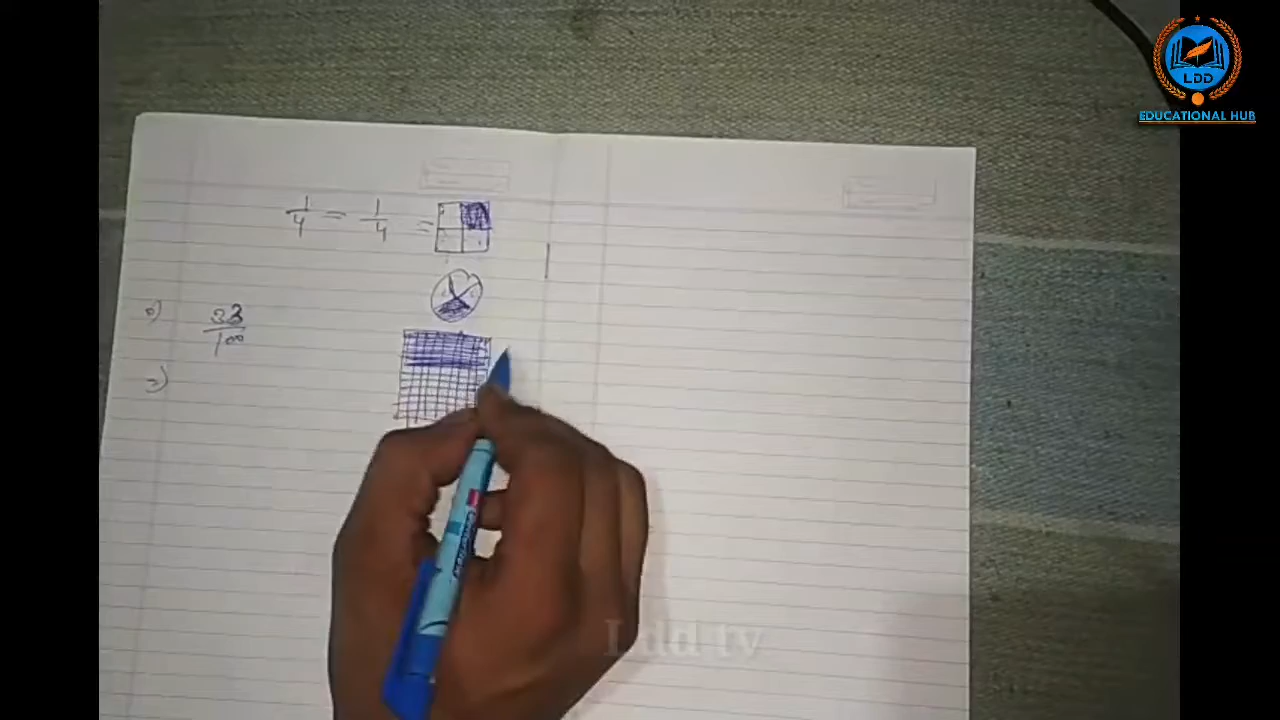 LDD
EDUCATIONAL HUB
1/4 = 1/4 =
33/100
Ldd tv